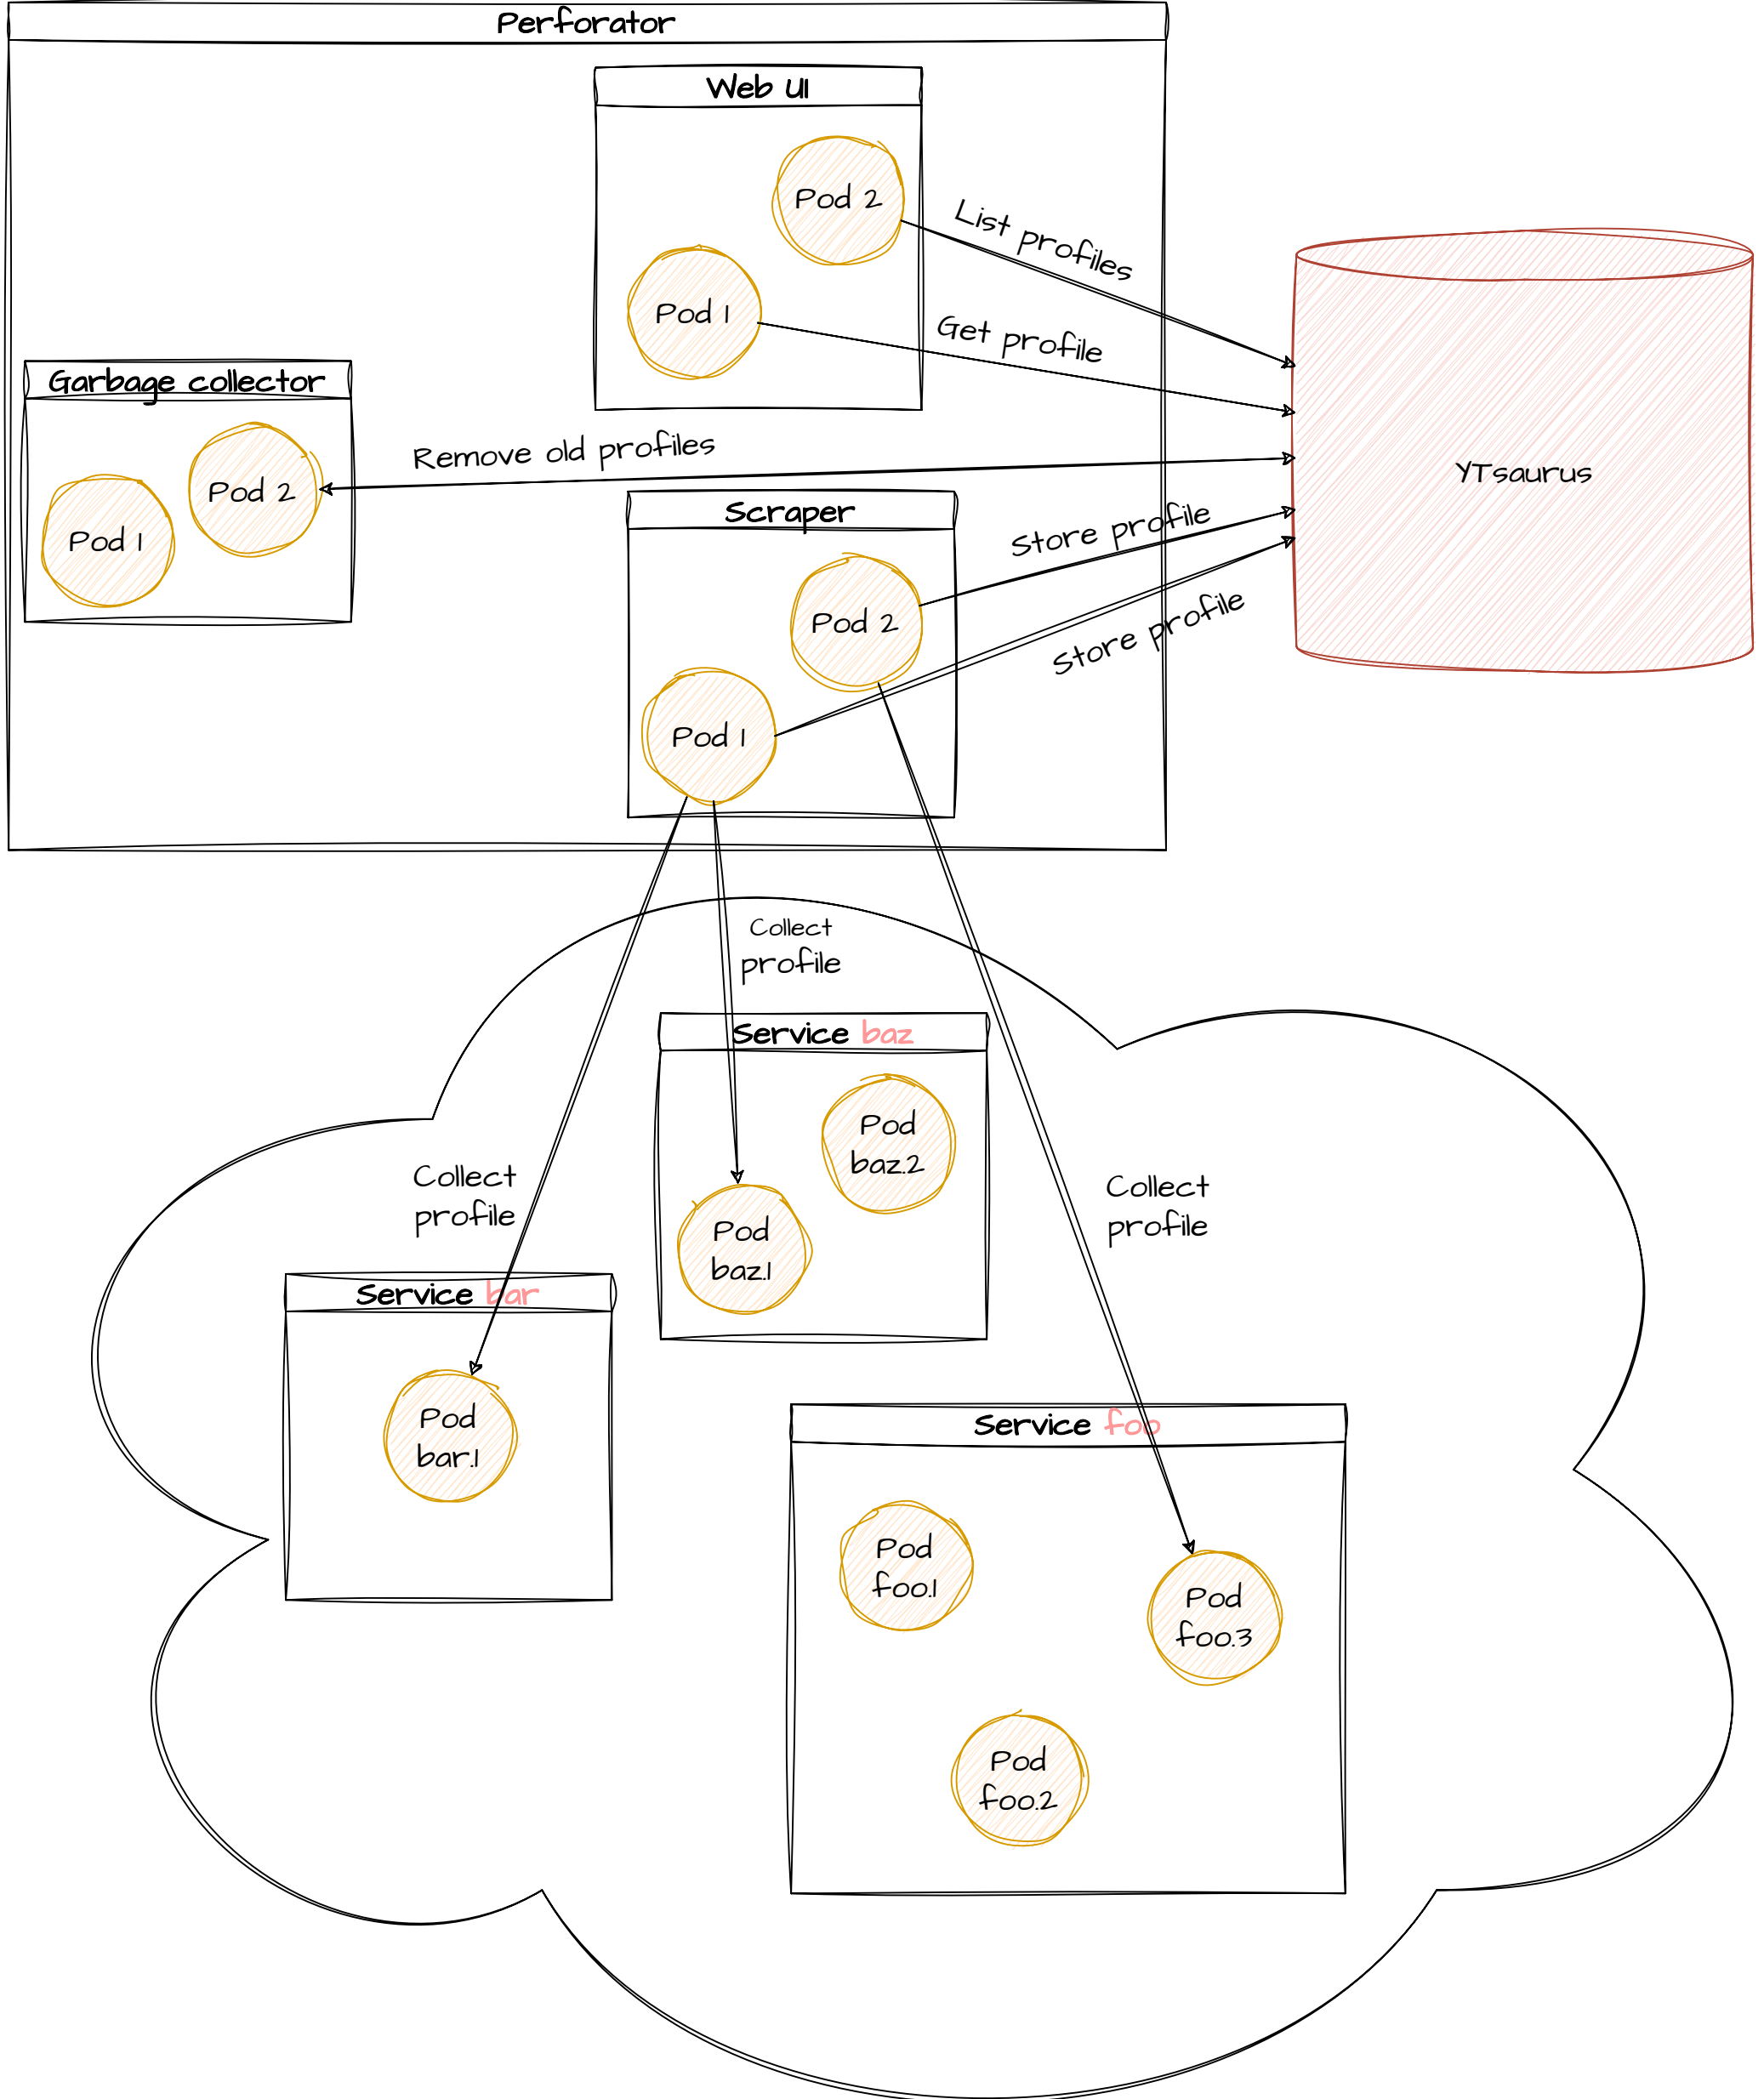 Perforator
Web UI
Pod 2
Pod 1
List profiles
Get profile
YTsaurus
Garbage collector
Pod 2
Pod 1
Remove old profiles
Scraper
Pod 2
Pod 1
Store profile
Store profile
Collect
profile
Service baz
Pod
baz.2
Pod
baz.1
Collect
profile
Collect
profile
Service bar
Pod
bar.1
Service foo
Pod
foo.1
Pod
foo.3
Pod
foo.2